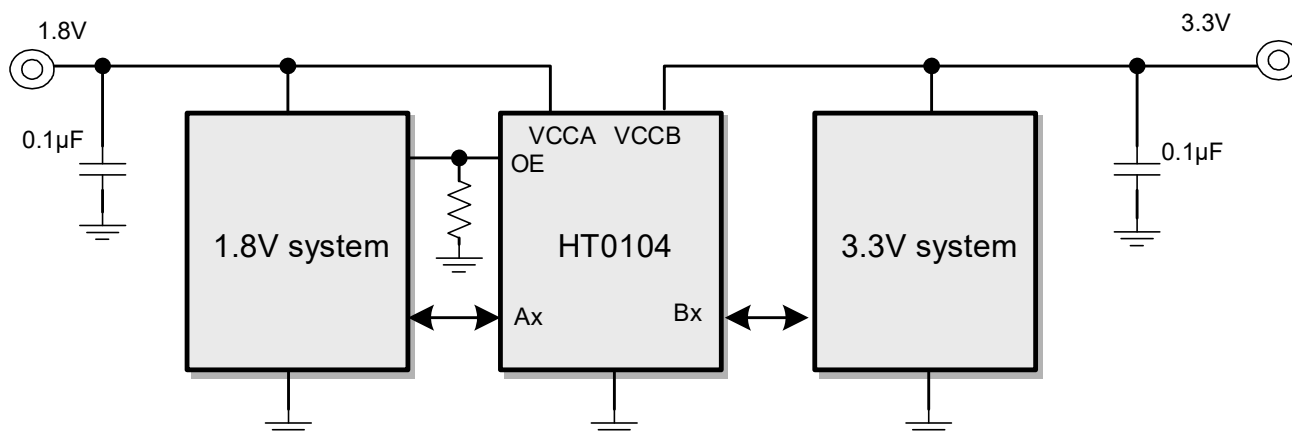 1.8V
3.3V
0.1µF
VCCA VCCB
OE
0.1µF
1.8V system
HT0104
3.3V system
Ax
Bx